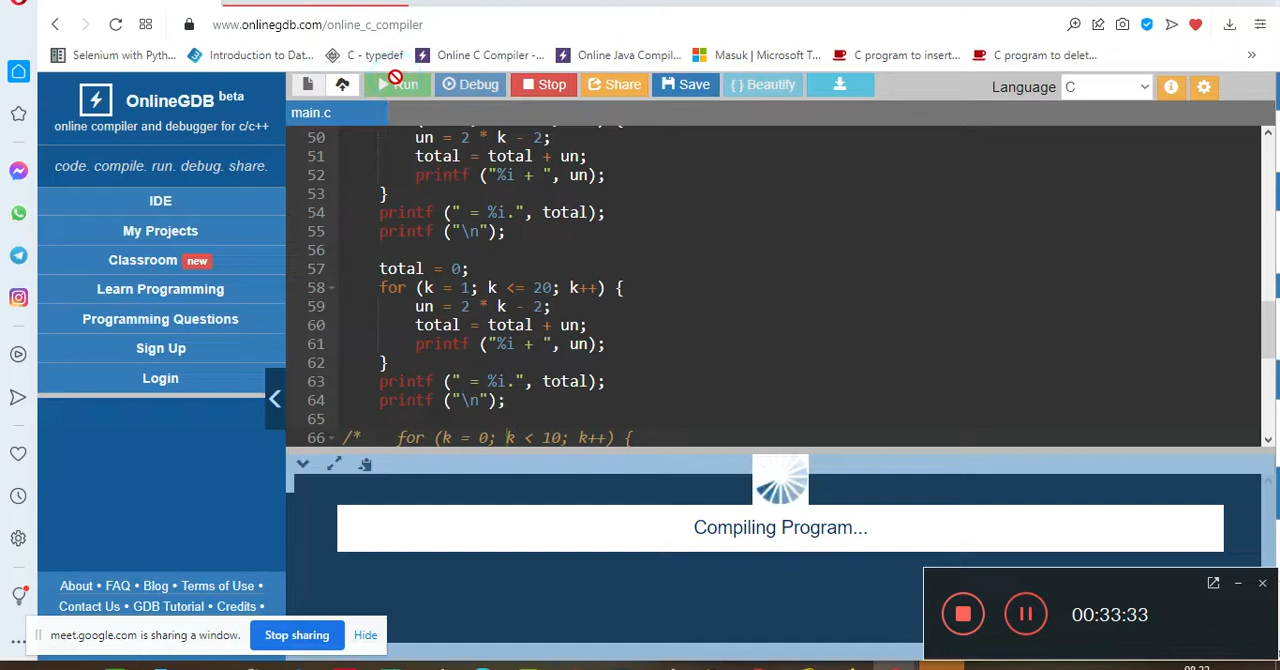 www.onlinegdb.com/online_c_compiler
Selenium with Pyth... Introduction to Dat... C - typedef Online C Compiler -... Online Java Compil... Masuk | Microsoft T... C program to insert... C program to delet... »
OnlineGDB beta
online compiler and debugger for c/c++
code. compile. run. debug. share.
IDE
My Projects
Classroom new
Learn Programming
Programming Questions
Sign Up
Login
About • FAQ • Blog • Terms of Use •
Contact Us • GDB Tutorial • Credits •
Run Debug Stop Share Save { } Beautify Language C
main.c
50 un = 2 * k - 2;
51 total = total + un;
52 printf ("%i + ", un);
53 }
54 printf (" = %i.", total);
55 printf ("\n");
56
57 total = 0;
58 for (k = 1; k <= 20; k++) {
59 un = 2 * k - 2;
60 total = total + un;
61 printf ("%i + ", un);
62 }
63 printf (" = %i.", total);
64 printf ("\n");
65
66 /* for (k = 0; k < 10; k++) {
Compiling Program...
meet.google.com is sharing a window. Stop sharing Hide
00:33:33